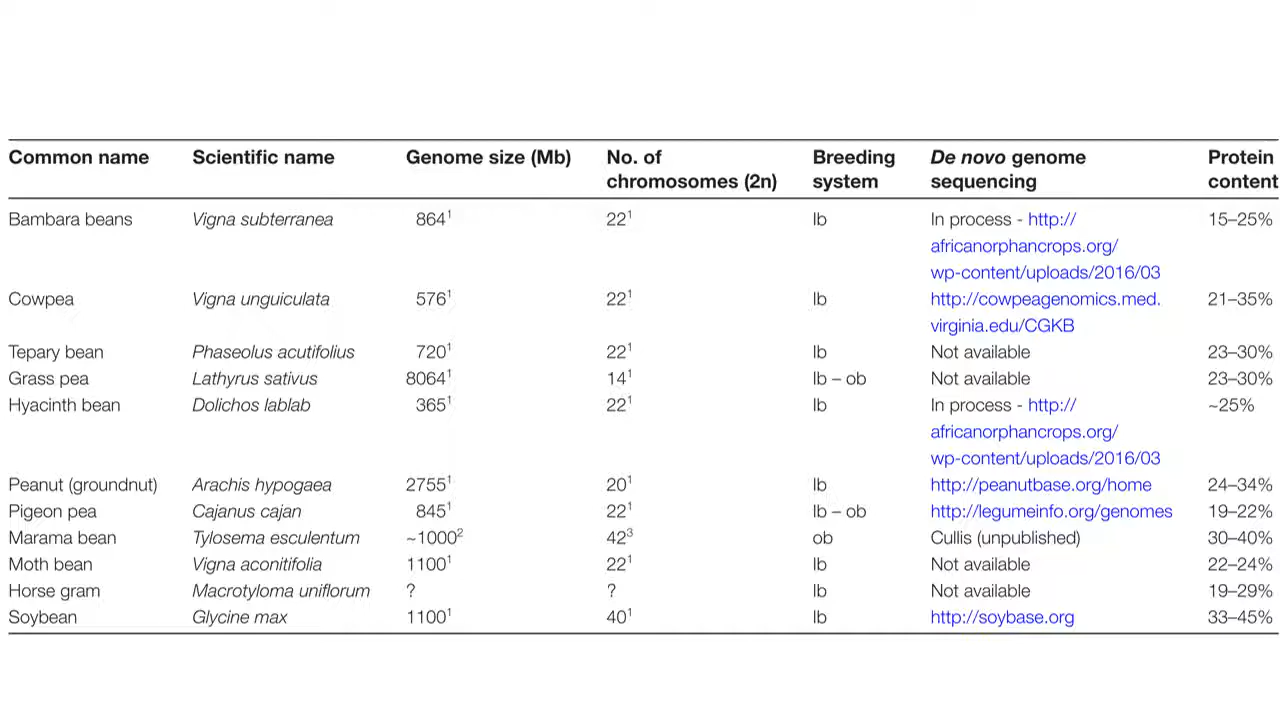 Common name Scientific name Genome size (Mb) No. of chromosomes (2n) Breeding system De novo genome sequencing Protein content
Bambara beans Vigna subterranea 864¹ 22¹ Ib In process - http://
africanorphancrops.org/
wp-content/uploads/2016/03 15–25%
Cowpea Vigna unguiculata 576¹ 22¹ Ib http://cowpeagenomics.med.
virginia.edu/CGKB 21–35%
Tepary bean Phaseolus acutifolius 720¹ 22¹ Ib Not available 23–30%
Grass pea Lathyrus sativus 8064¹ 14¹ Ib – ob Not available 23–30%
Hyacinth bean Dolichos lablab 365¹ 22¹ Ib In process - http://
africanorphancrops.org/
wp-content/uploads/2016/03 ~25%
Peanut (groundnut) Arachis hypogaea 2755¹ 20¹ Ib http://peanutbase.org/home 24–34%
Pigeon pea Cajanus cajan 845¹ 22¹ Ib – ob http://legumeinfo.org/genomes 19–22%
Marama bean Tylosema esculentum ~1000² 42³ ob Cullis (unpublished) 30–40%
Moth bean Vigna aconitifolia 1100¹ 22¹ Ib Not available 22–24%
Horse gram Macrotyloma uniflorum ? ? Ib Not available 19–29%
Soybean Glycine max 1100¹ 40¹ Ib http://soybase.org 33–45%